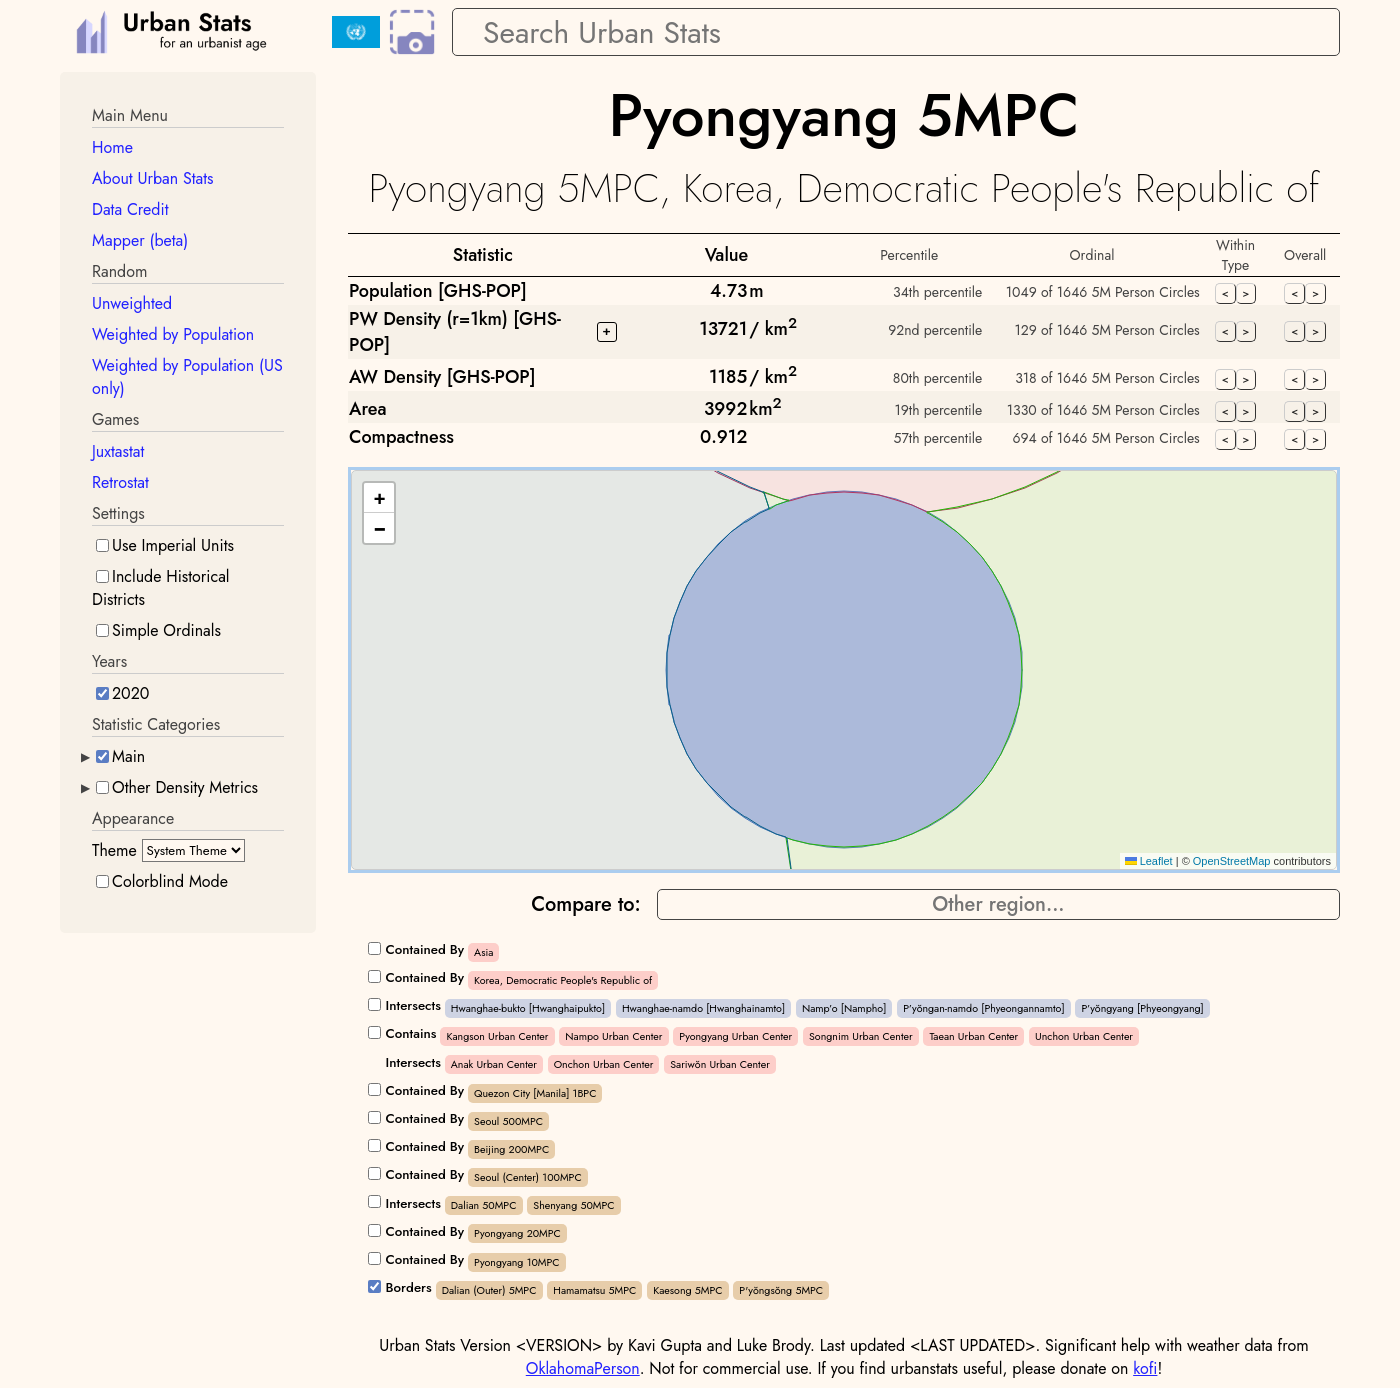 Urban Stats
for an urbanist age
Search Urban Stats
Main Menu
Home
About Urban Stats
Data Credit
Mapper (beta)
Random
Unweighted
Weighted by Population
Weighted by Population (US
only)
Games
Juxtastat
Retrostat
Settings
Use Imperial Units
Include Historical
Districts
Simple Ordinals
Years
2020
Statistic Categories
▶ Main
▶ Other Density Metrics
Appearance
Theme System Theme
Colorblind Mode
Pyongyang 5MPC
Pyongyang 5MPC, Korea, Democratic People's Republic of
Statistic Value Percentile Ordinal Within Type Overall
Population [GHS-POP] 4.73m 34th percentile 1049 of 1646 5M Person Circles < > < >
PW Density (r=1km) [GHS-
POP] + 13721/ km2 92nd percentile 129 of 1646 5M Person Circles < > < >
AW Density [GHS-POP] 1185/ km2 80th percentile 318 of 1646 5M Person Circles < > < >
Area 3992km2 19th percentile 1330 of 1646 5M Person Circles < > < >
Compactness 0.912 57th percentile 694 of 1646 5M Person Circles < > < >
+
−
Leaflet | © OpenStreetMap contributors
Compare to: Other region...
Contained By Asia
Contained By Korea, Democratic People's Republic of
Intersects Hwanghae-bukto [Hwanghaipukto] Hwanghae-namdo [Hwanghainamto] Namp'o [Nampho] P'yŏngan-namdo [Phyeongannamto] P'yŏngyang [Phyeongyang]
Contains Kangson Urban Center Nampo Urban Center Pyongyang Urban Center Songnim Urban Center Taean Urban Center Unchon Urban Center
Intersects Anak Urban Center Onchon Urban Center Sariwŏn Urban Center
Contained By Quezon City [Manila] 1BPC
Contained By Seoul 500MPC
Contained By Beijing 200MPC
Contained By Seoul (Center) 100MPC
Intersects Dalian 50MPC Shenyang 50MPC
Contained By Pyongyang 20MPC
Contained By Pyongyang 10MPC
Borders Dalian (Outer) 5MPC Hamamatsu 5MPC Kaesong 5MPC P'yŏngsŏng 5MPC
Urban Stats Version <VERSION> by Kavi Gupta and Luke Brody. Last updated <LAST UPDATED>. Significant help with weather data from
OklahomaPerson. Not for commercial use. If you find urbanstats useful, please donate on kofi!